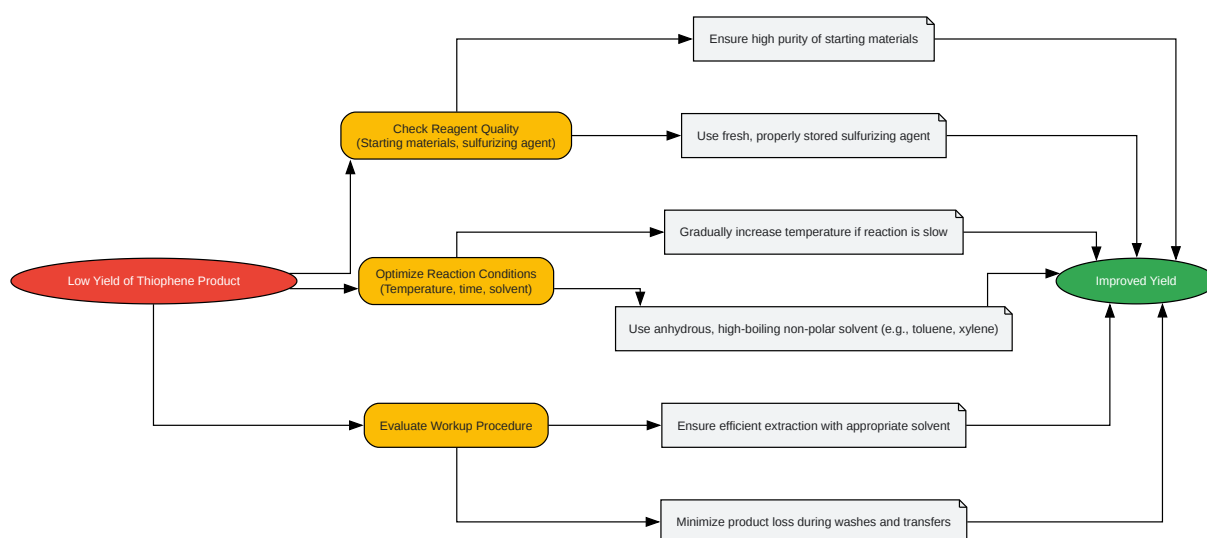 Ensure high purity of starting materials
Check Reagent Quality
(Starting materials, sulfurizing agent)
Use fresh, properly stored sulfurizing agent
Gradually increase temperature if reaction is slow
Low Yield of Thiophene Product
Optimize Reaction Conditions
(Temperature, time, solvent)
Improved Yield
Use anhydrous, high-boiling non-polar solvent (e.g., toluene, xylene)
Evaluate Workup Procedure
Ensure efficient extraction with appropriate solvent
Minimize product loss during washes and transfers